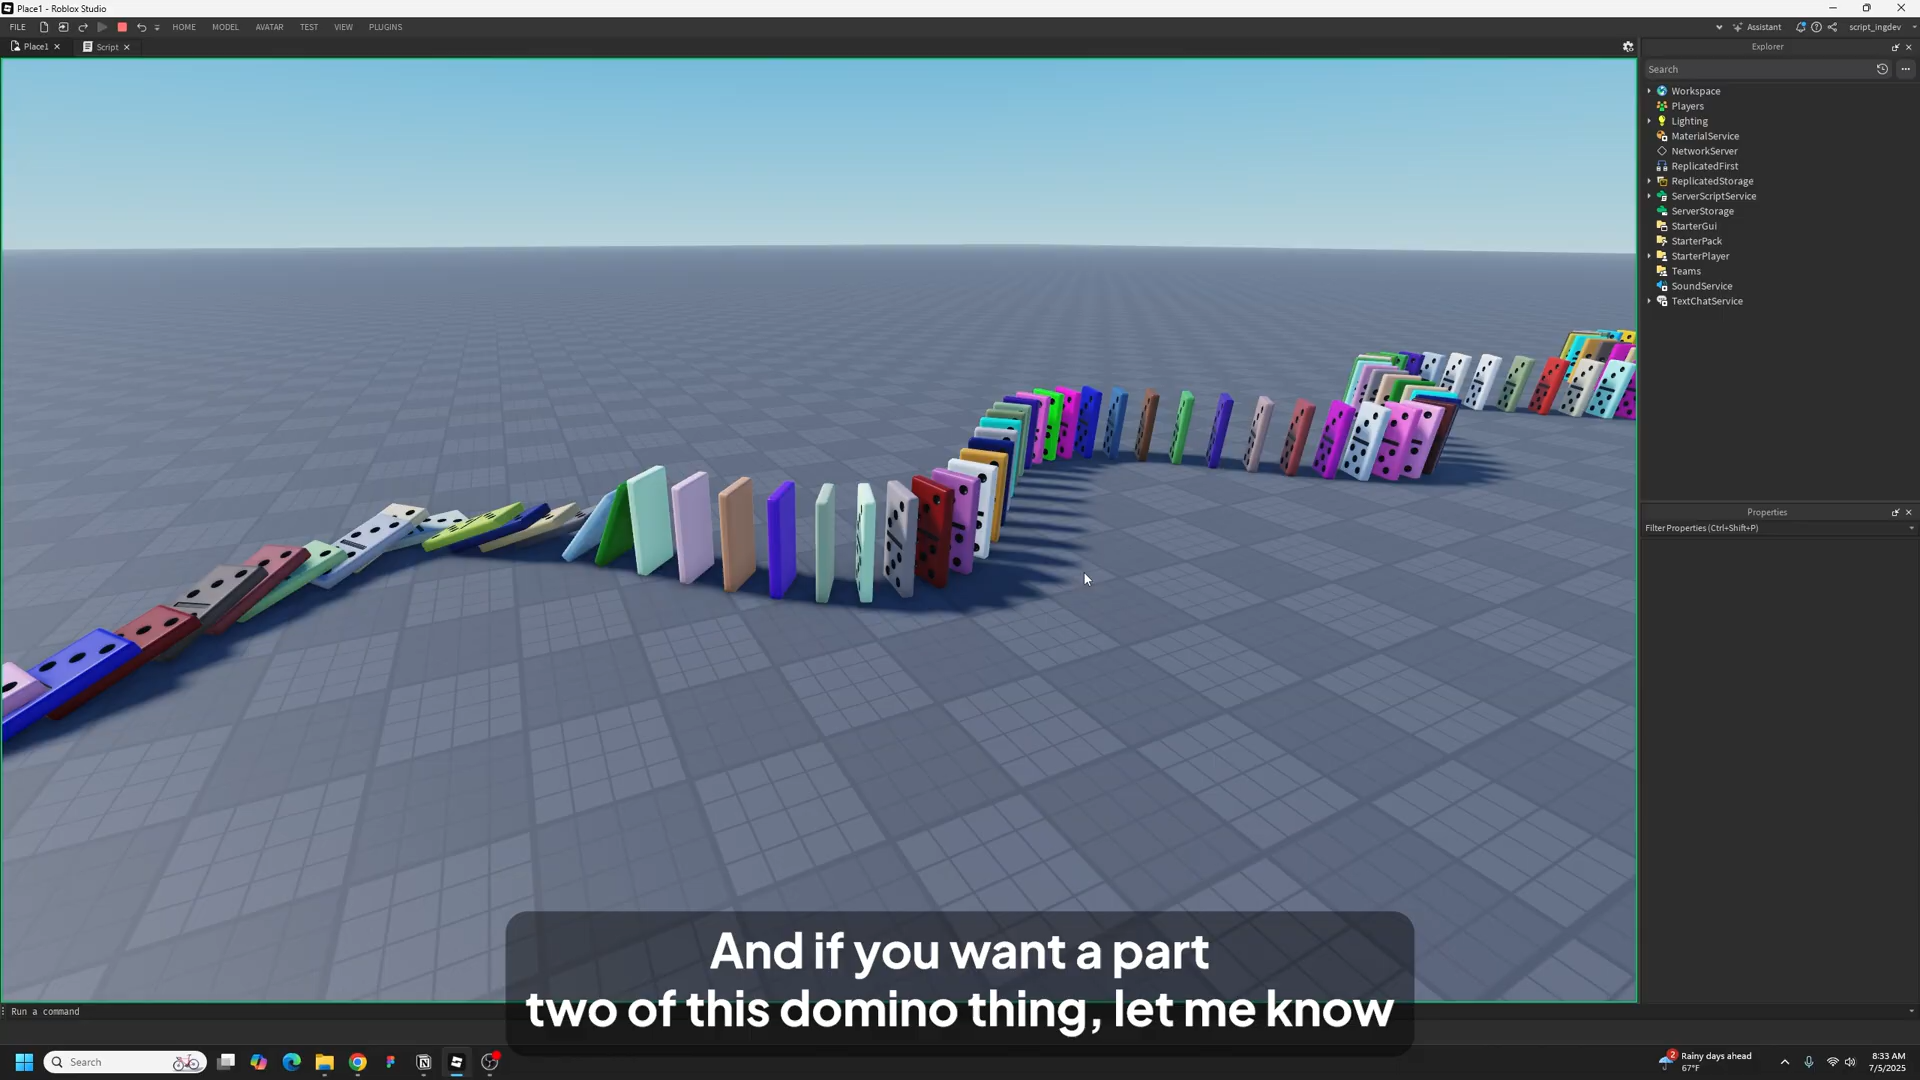 Place1 - Roblox Studio
FILE
HOME
MODEL
AVATAR
TEST
VIEW
PLUGINS
Assistant
script_ingdev
Place1
Script
Explorer
Search
Workspace
Players
Lighting
MaterialService
NetworkServer
ReplicatedFirst
ReplicatedStorage
ServerScriptService
ServerStorage
StarterGui
StarterPack
StarterPlayer
Teams
SoundService
TextChatService
Properties
Filter Properties (Ctrl+Shift+P)
And if you want a part
two of this domino thing, let me know
Run a command
Search
2
Rainy days ahead
67°F
8:33 AM
7/5/2025